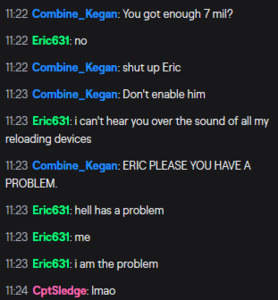 11:22 Combine_Kegan: You got enough 7 mil?
11:22 Eric631: no
11:22 Combine_Kegan: shut up Eric
11:23 Combine_Kegan: Don't enable him
11:23 Eric631: i can't hear you over the sound of all my
reloading devices
11:23 Combine_Kegan: ERIC PLEASE YOU HAVE A
PROBLEM.
11:23 Eric631: hell has a problem
11:23 Eric631: me
11:23 Eric631: i am the problem
11:24 CptSledge: lmao